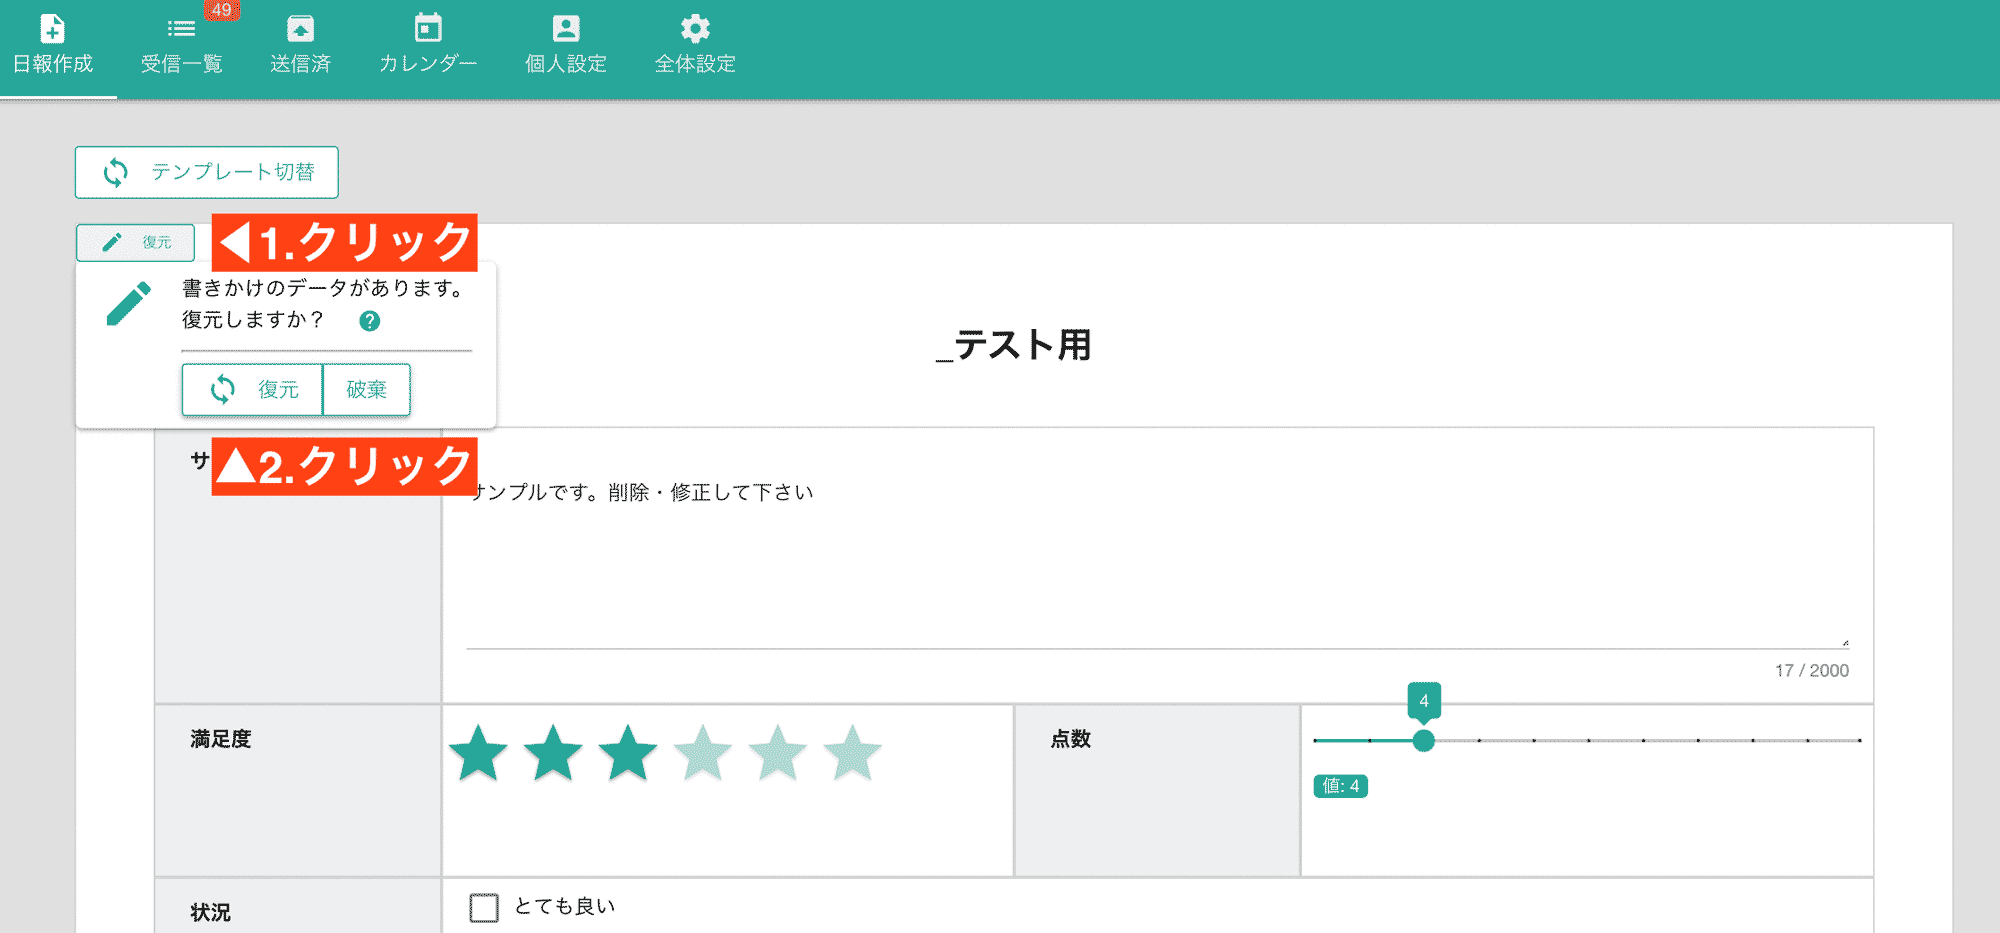 49
日報作成 受信一覧 送信済 カレンダー 個人設定 全体設定
テンプレート切替
復元
◀1.クリック
書きかけのデータがあります。
復元しますか？ ?
復元 破棄
_テスト用
▲2.クリック
サ
サンプルです。削除・修正して下さい
17 / 2000
満足度
点数
4
値: 4
状況
とても良い